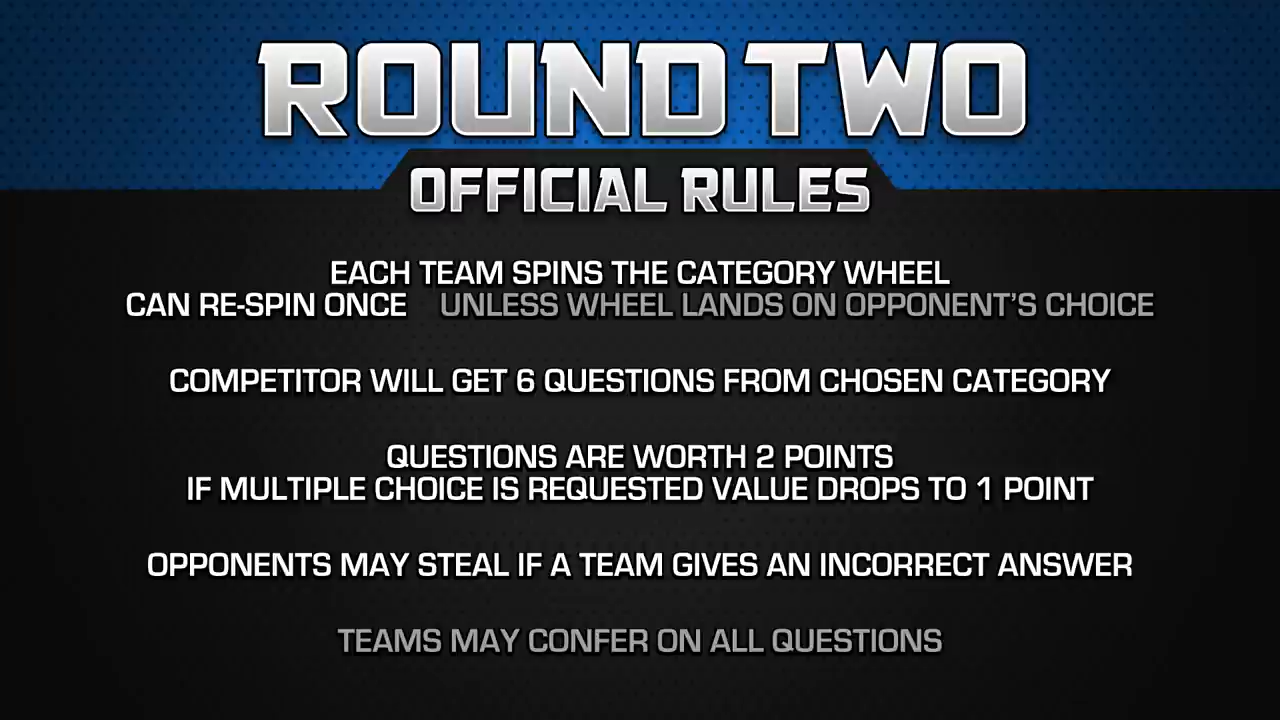 ROUND TWO
OFFICIAL RULES
EACH TEAM SPINS THE CATEGORY WHEEL
CAN RE-SPIN ONCE UNLESS WHEEL LANDS ON OPPONENT'S CHOICE
COMPETITOR WILL GET 6 QUESTIONS FROM CHOSEN CATEGORY
QUESTIONS ARE WORTH 2 POINTS
IF MULTIPLE CHOICE IS REQUESTED VALUE DROPS TO 1 POINT
OPPONENTS MAY STEAL IF A TEAM GIVES AN INCORRECT ANSWER
TEAMS MAY CONFER ON ALL QUESTIONS